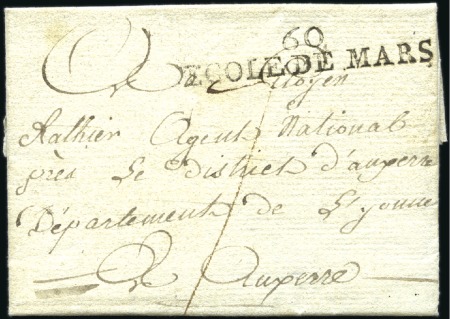 60
ECOLE DE MARS
Au Citoyen
Rathier Agent National
près Le district d'auxerre
Département de L'yonne
A Auxerre